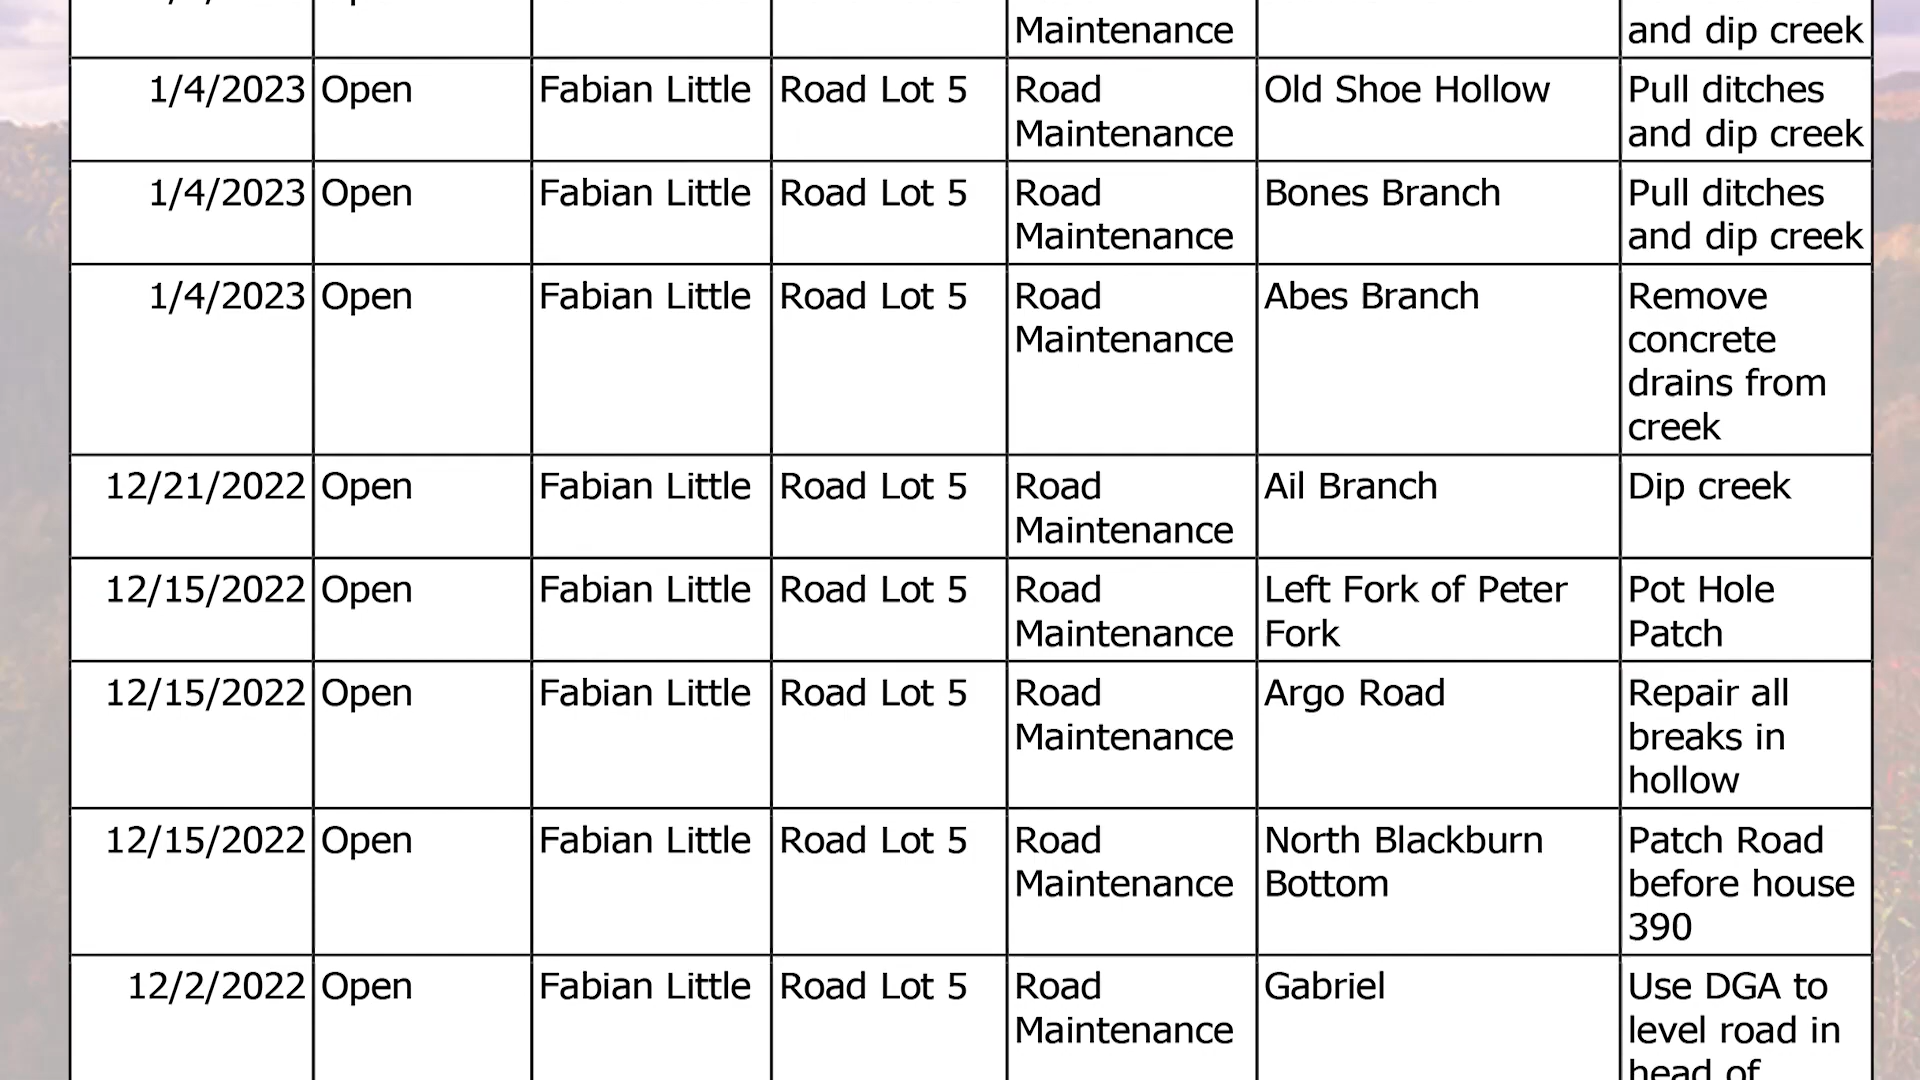 Maintenance and dip creek
1/4/2023 Open Fabian Little Road Lot 5 Road Old Shoe Hollow Pull ditches
Maintenance and dip creek
1/4/2023 Open Fabian Little Road Lot 5 Road Bones Branch Pull ditches
Maintenance and dip creek
1/4/2023 Open Fabian Little Road Lot 5 Road Abes Branch Remove
Maintenance concrete
drains from
creek
12/21/2022 Open Fabian Little Road Lot 5 Road Ail Branch Dip creek
Maintenance
12/15/2022 Open Fabian Little Road Lot 5 Road Left Fork of Peter Pot Hole
Maintenance Fork Patch
12/15/2022 Open Fabian Little Road Lot 5 Road Argo Road Repair all
Maintenance breaks in
hollow
12/15/2022 Open Fabian Little Road Lot 5 Road North Blackburn Patch Road
Maintenance Bottom before house
390
12/2/2022 Open Fabian Little Road Lot 5 Road Gabriel Use DGA to
Maintenance level road in
head of